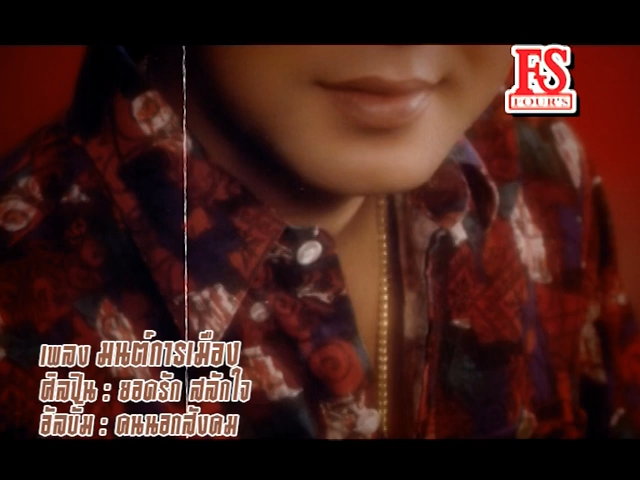 FS
FOUR'S
เพลง มนต์การเมือง
ศิลปิน : ยอดรัก สลักใจ
อัลบั้ม : คนนอกสังคม